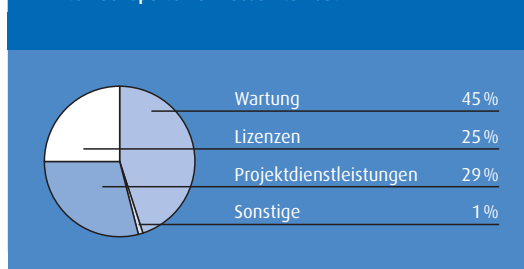 Wartung 45 %
Lizenzen 25 %
Projektdienstleistungen 29 %
Sonstige 1 %